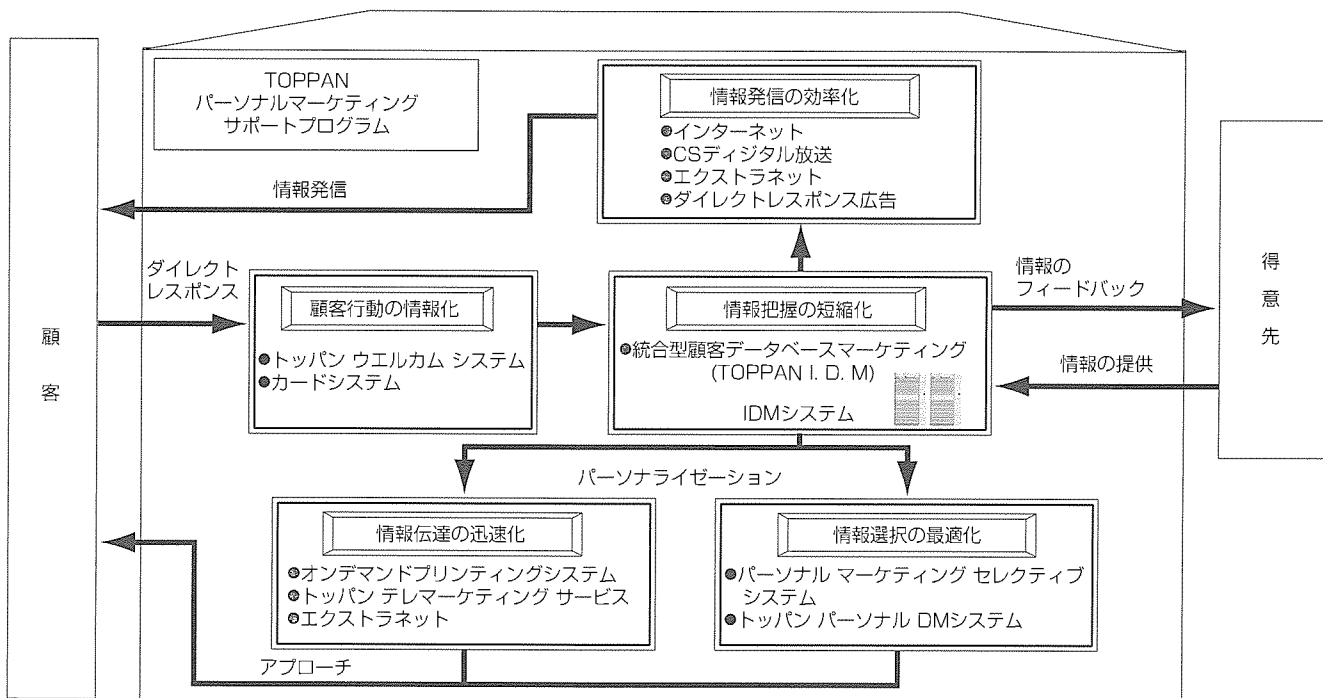 TOPPAN
パーソナルマーケティング
サポートプログラム
情報発信の効率化
●インターネット
●CSディジタル放送
●エクストラネット
●ダイレクトレスポンス広告
情報発信
ダイレクト
レスポンス
顧客行動の情報化
●トッパン ウエルカム システム
●カードシステム
情報把握の短縮化
●統合型顧客データベースマーケティング
(TOPPAN I. D. M)
IDMシステム
情報の
フィードバック
情報の提供
顧客
得意先
パーソナライゼーション
情報伝達の迅速化
●オンデマンドプリンティングシステム
●トッパン テレマーケティング サービス
●エクストラネット
情報選択の最適化
●パーソナル マーケティング セレクティブ
システム
●トッパン パーソナル DMシステム
アプローチ